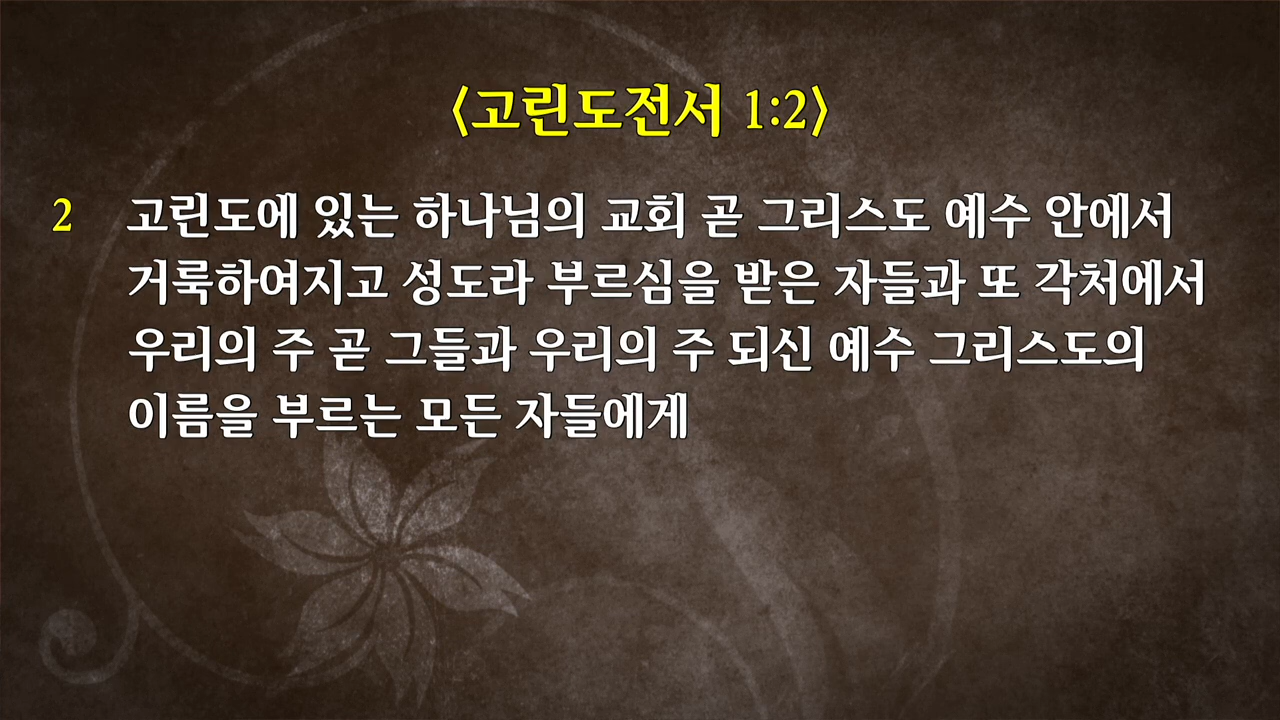 〈고린도전서 1:2〉
2 고린도에 있는 하나님의 교회 곧 그리스도 예수 안에서
거룩하여지고 성도라 부르심을 받은 자들과 또 각처에서
우리의 주 곧 그들과 우리의 주 되신 예수 그리스도의
이름을 부르는 모든 자들에게